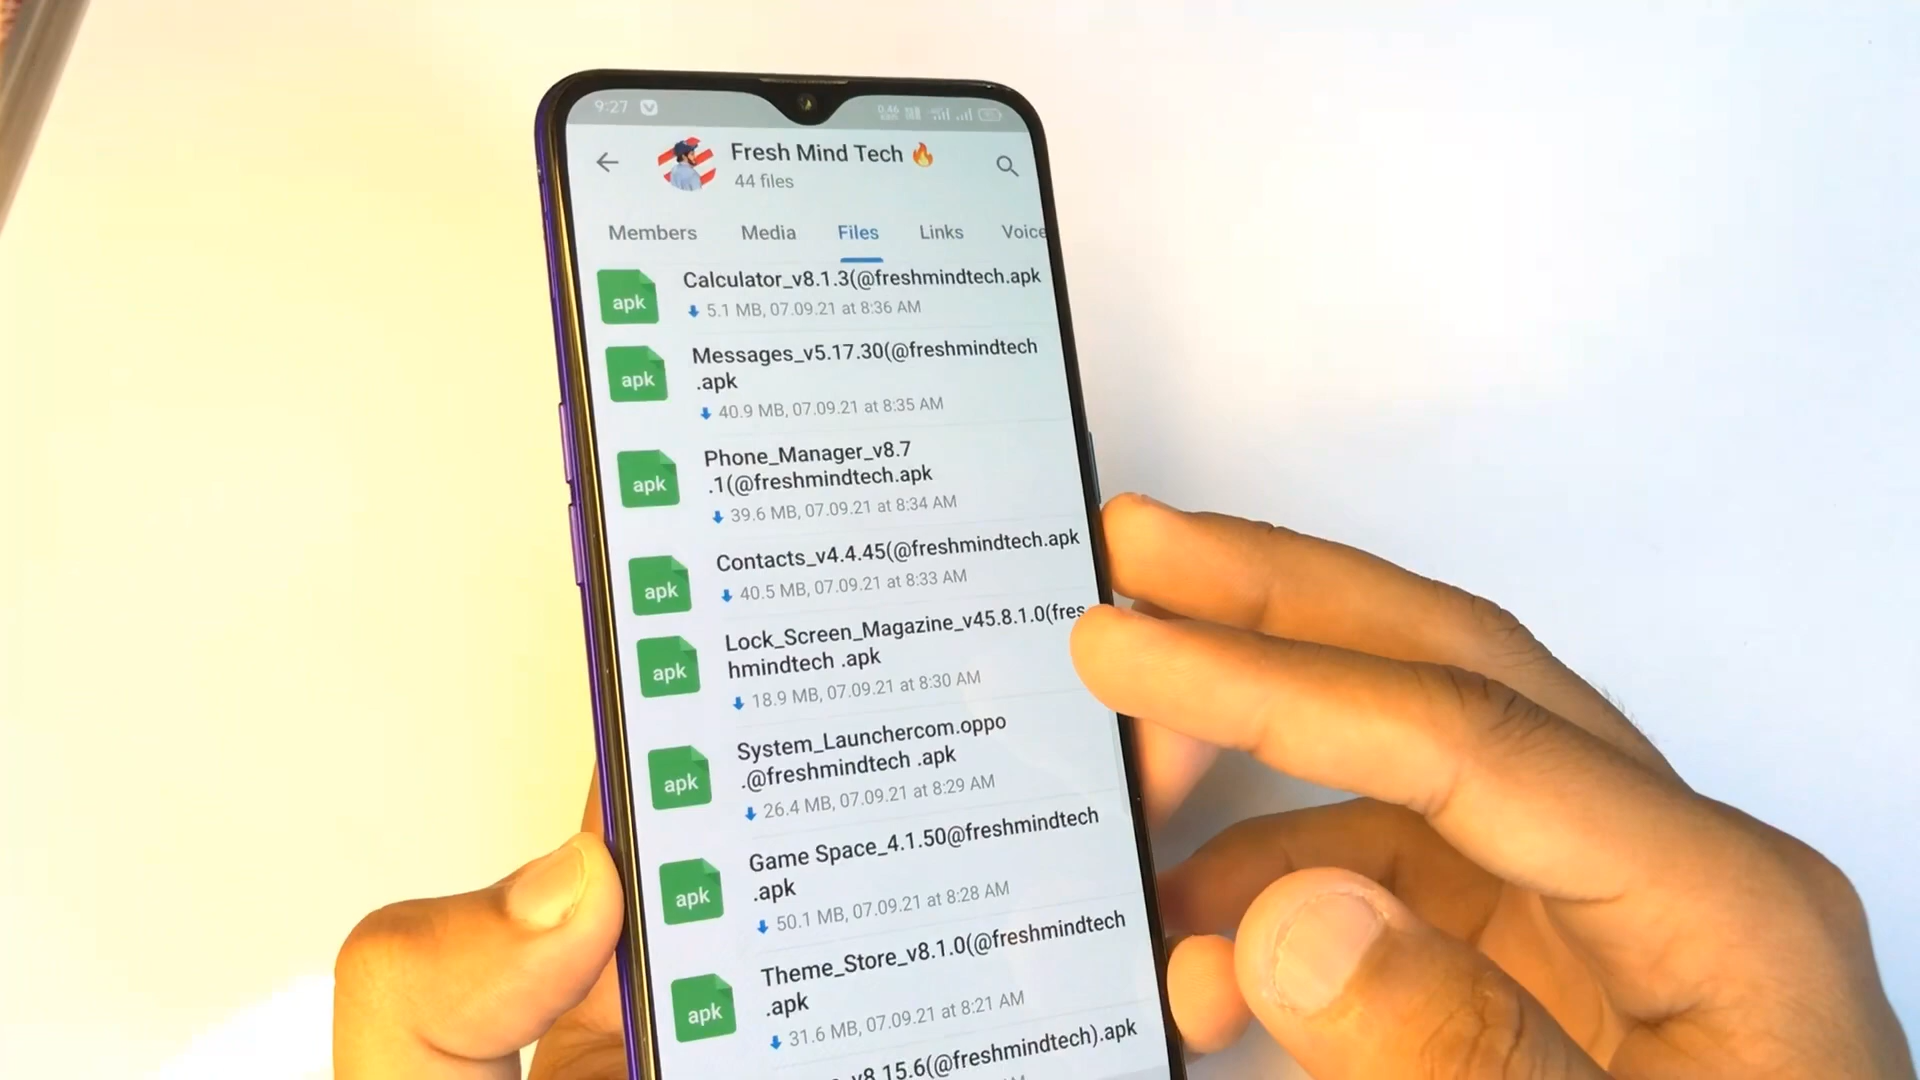 9:27
0.46
Fresh Mind Tech 🔥
44 files
Members Media Files Links Voice
apk Calculator_v8.1.3(@freshmindtech.apk
5.1 MB, 07.09.21 at 8:36 AM
apk Messages_v5.17.30(@freshmindtech
.apk
40.9 MB, 07.09.21 at 8:35 AM
apk Phone_Manager_v8.7
.1(@freshmindtech.apk
39.6 MB, 07.09.21 at 8:34 AM
apk Contacts_v4.4.45(@freshmindtech.apk
40.5 MB, 07.09.21 at 8:33 AM
apk Lock_Screen_Magazine_v45.8.1.0(fres
hmindtech .apk
18.9 MB, 07.09.21 at 8:30 AM
apk System_Launchercom.oppo
.@freshmindtech .apk
26.4 MB, 07.09.21 at 8:29 AM
apk Game Space_4.1.50@freshmindtech
.apk
50.1 MB, 07.09.21 at 8:28 AM
apk Theme_Store_v8.1.0(@freshmindtech
.apk
31.6 MB, 07.09.21 at 8:21 AM
_v8.15.6(@freshmindtech).apk